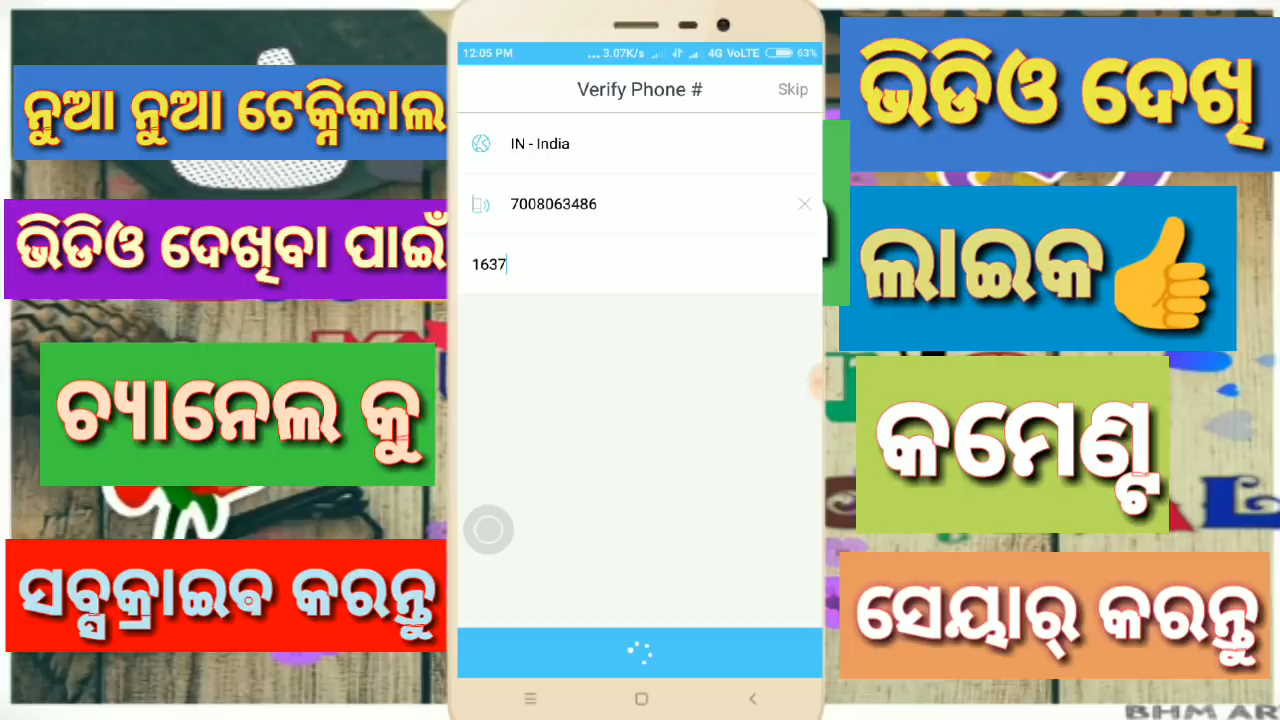 ନୁଆ ନୁଆ ଟେକ୍ନିକାଲ
ଭିଡିଓ ଦେଖିବା ପାଇଁ
ଚ୍ୟାନେଲ କୁ
ସବ୍ସକ୍ରାଇବ କରନ୍ତୁ
12:05 PM ... 3.07K/s 4G VoLTE 63%
Verify Phone # Skip
IN - India
7008063486
1637
ଭିଡିଓ ଦେଖି
ଲାଇକ
କମେଣ୍ଟ
ସେୟାର୍ କରନ୍ତୁ
BHM AR